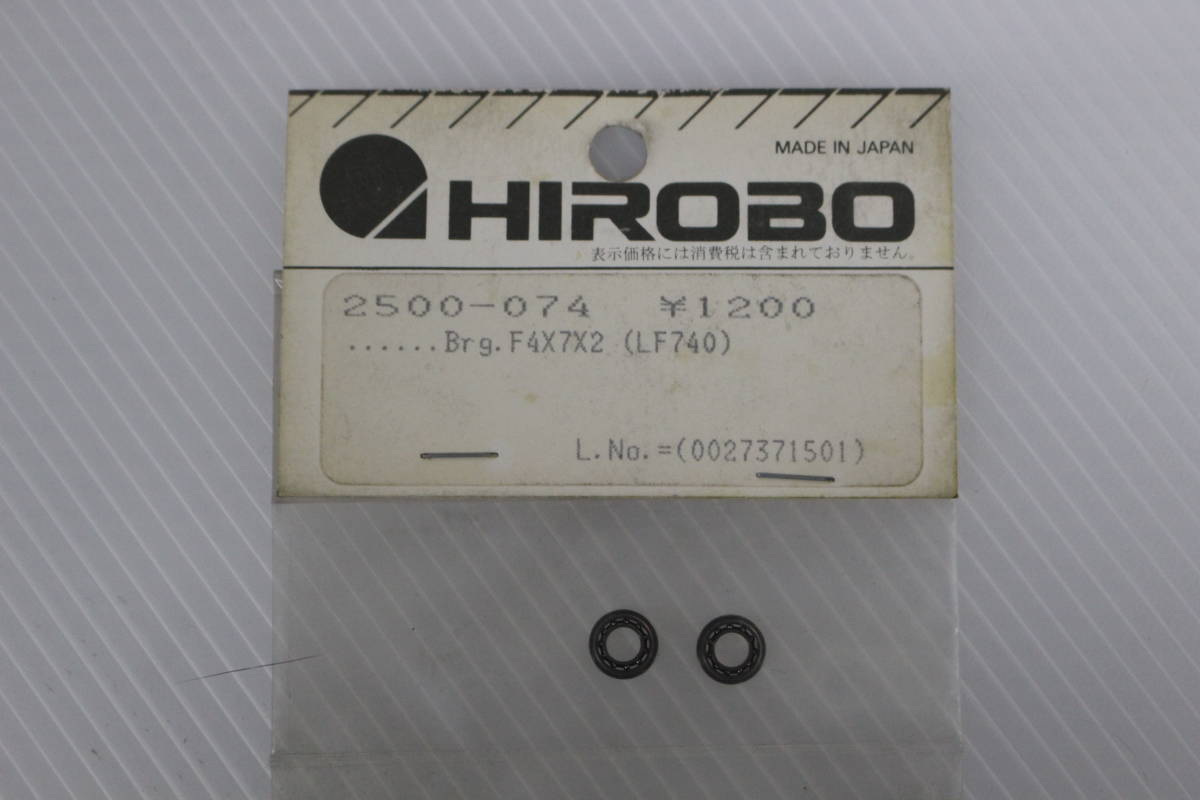 MADE IN JAPAN
HIROBO
表示価格には消費税は含まれておりません。
2500-074 ¥1200
......Brg.F4X7X2 (LF740)
L.No.=(0027371501)